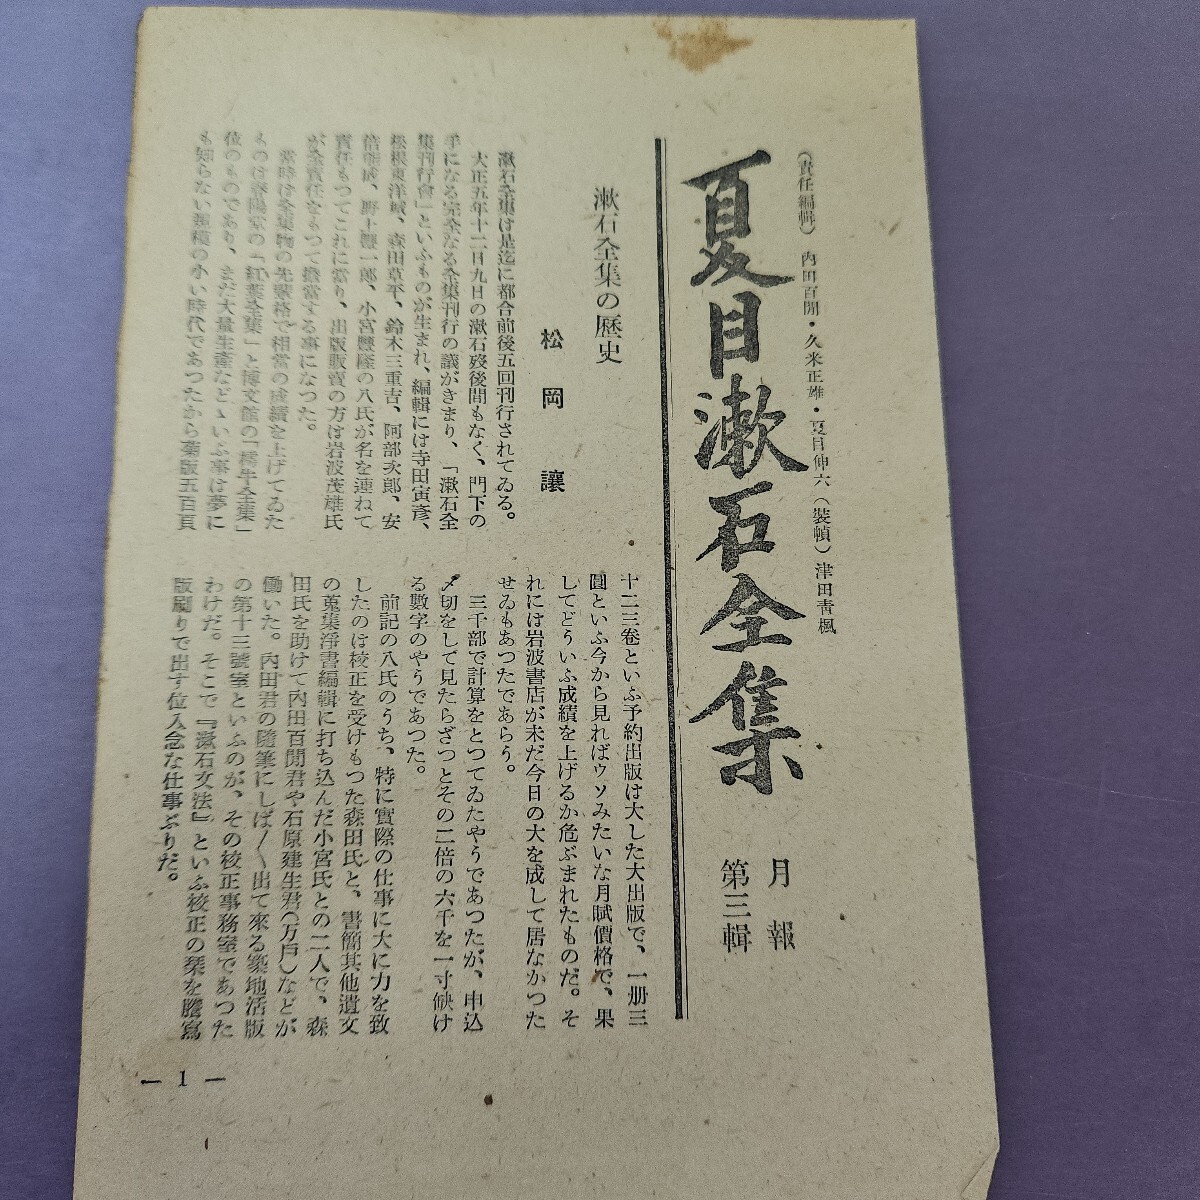 (責任編輯) 內田百閒・久米正雄・夏目伸六(裝幀)津田靑楓
夏目漱石全集
月報
第三輯
漱石全集の歷史
松岡讓
漱石全集は是迄に都合前後五回刊行されてゐる。
大正五年十二月九日の漱石歿後間もなく、門下の
手になる完全なる全集刊行の議がきまり、「漱石全
集刊行會」といふものが生まれ、編輯には寺田寅彥、
松根東洋城、森田草平、鈴木三重吉、阿部次郎、安
倍能成、野上豐一郎、小宮豐隆の八氏が名を連ねて
責任もつてこれに當り、出版販賣の方は岩波茂雄氏
が全責任をもつて擔當する事になつた。
當時は全集物の先輩格で相當の成績を上げてゐた
ものは春陽堂の「紅葉全集」と博文館の「樗牛全集」
位のものであり、まだ大量生產などゝいふ事は夢に
も知らない規模の小い時代であつたから菊版五百頁
十二三卷といふ予約出版は大した大出版で、一册三
圓といふ今から見ればウソみたいな月賦價格で、果
してどういふ成績を上げるか危ぶまれたものだ。そ
れには岩波書店が未だ今日の大を成して居なかつた
せゐもあつたであらう。
三千部で計算をとつてゐたやうであつたが、申込
〆切をして見たらざつとその二倍の六千を一寸缺け
る數字のやうであつた。
前記の八氏のうち、特に實際の仕事に大に力を致
したのは校正を受けもつた森田氏と、書簡其他遺文
の蒐集淨書編輯に打ち込んだ小宮氏との二人で、森
田氏を助けて內田百閒君や石原建生君(万戶)などが
働いた。內田君の隨筆にしば〳〵出て來る築地活版
の第十三號室といふのが、その校正事務室であつた
わけだ。そこで『漱石文法』といふ校正の栞を謄寫
版刷りで出す位入念な仕事ぶりだ。
— 1 —